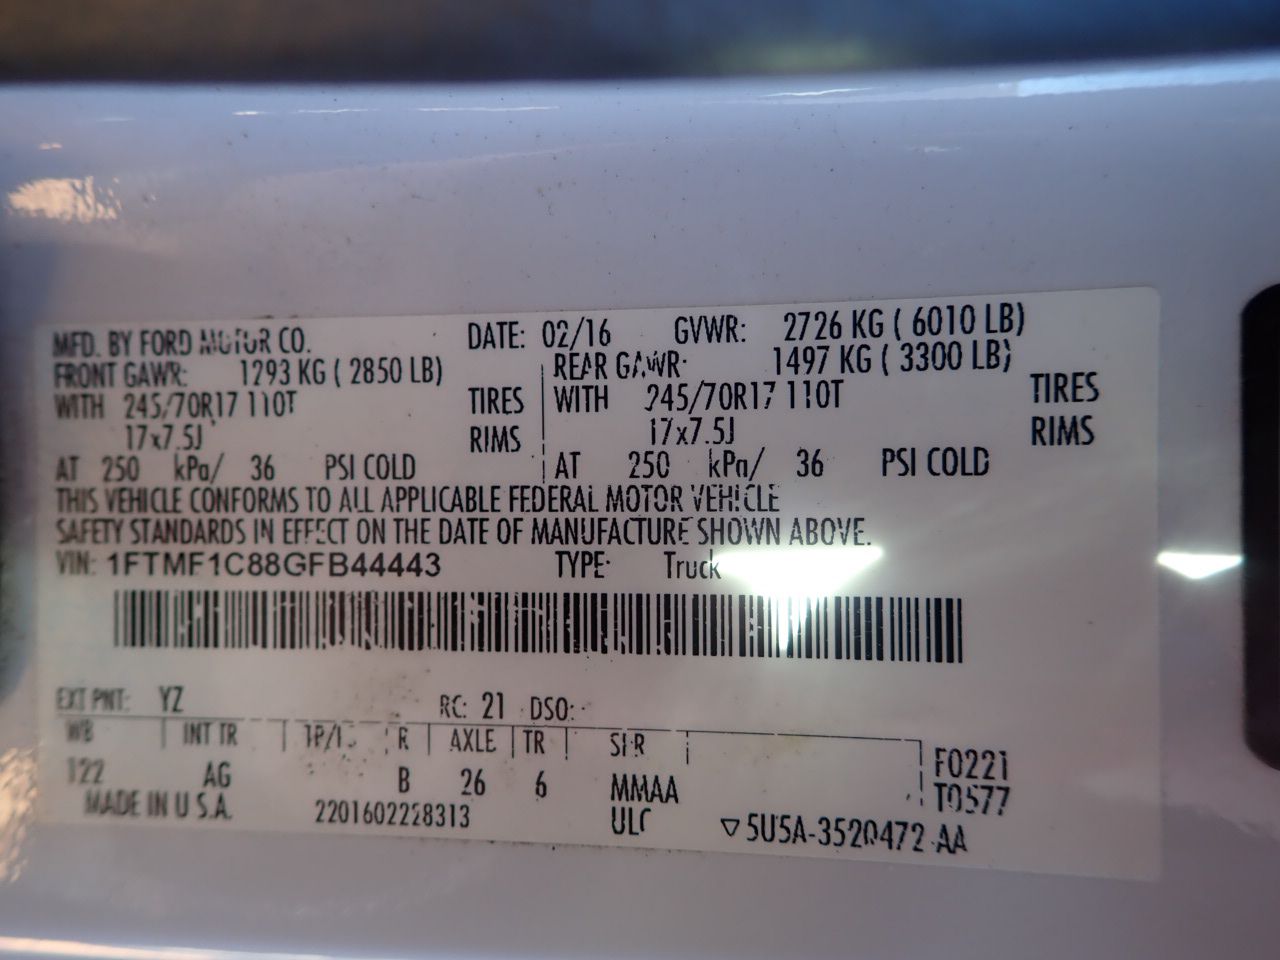 MFD. BY FORD MOTOR CO. DATE: 02/16 GVWR: 2726 KG ( 6010 LB)
FRONT GAWR: 1293 KG ( 2850 LB) REAR GAWR: 1497 KG ( 3300 LB)
WITH 245/70R17 110T TIRES WITH 245/70R17 110T TIRES
17x7.5J RIMS 17x7.5J RIMS
AT 250 kPa/ 36 PSI COLD AT 250 kPa/ 36 PSI COLD
THIS VEHICLE CONFORMS TO ALL APPLICABLE FEDERAL MOTOR VEHICLE
SAFETY STANDARDS IN EFFECT ON THE DATE OF MANUFACTURE SHOWN ABOVE.
VIN: 1FTMF1C88GFB44443 TYPE: Truck
EXT PNT: YZ RC: 21 DSO:
WB INT TR R AXLE TR SPR
122 AG B 26 6 MMAA F0221
T0577
MADE IN U.S.A. 2201602228313 ULC ▽ 5U5A-3520472-AA